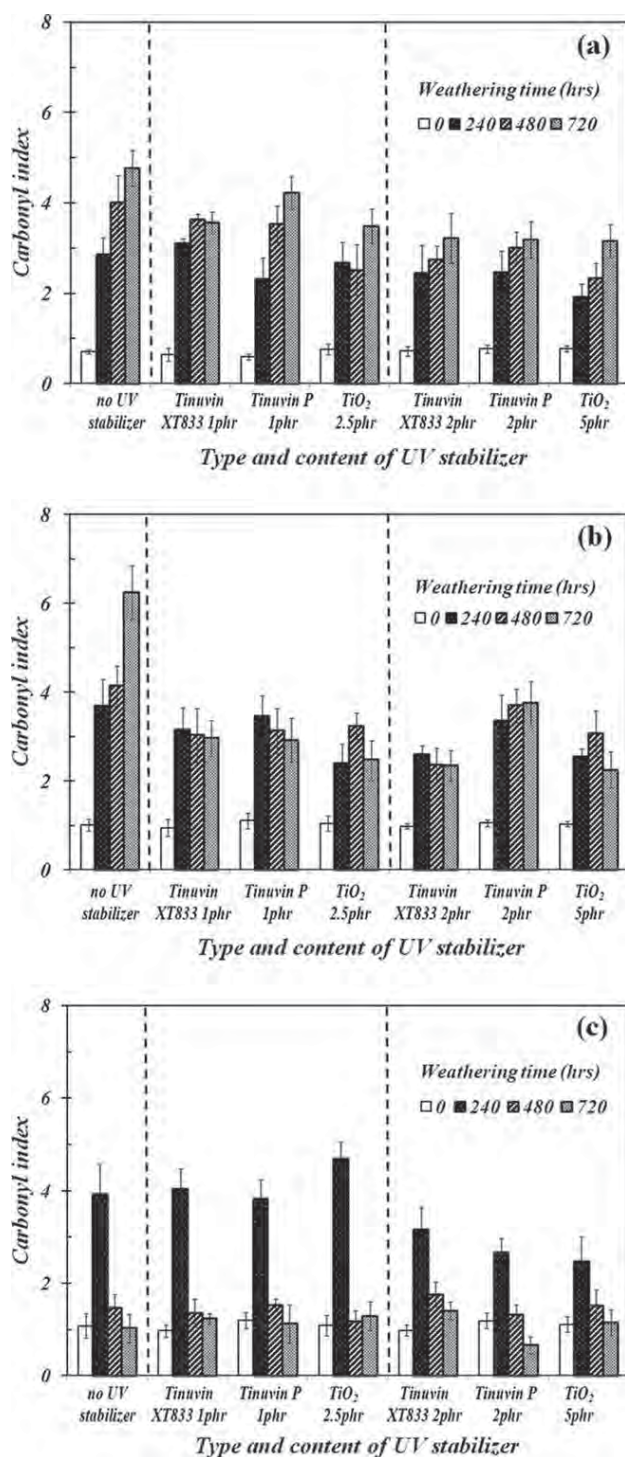 (a)
Weathering time (hrs)
0 240 480 720
8
6
4
2
0
Carbonyl index
no UV stabilizer
Tinuvin XT833 1phr
Tinuvin P 1phr
TiO2 2.5phr
Tinuvin XT833 2phr
Tinuvin P 2phr
TiO2 5phr
Type and content of UV stabilizer
(b)
Weathering time (hrs)
0 240 480 720
8
6
4
2
0
Carbonyl index
no UV stabilizer
Tinuvin XT833 1phr
Tinuvin P 1phr
TiO2 2.5phr
Tinuvin XT833 2phr
Tinuvin P 2phr
TiO2 5phr
Type and content of UV stabilizer
(c)
Weathering time (hrs)
0 240 480 720
8
6
4
2
0
Carbonyl index
no UV stabilizer
Tinuvin XT833 1phr
Tinuvin P 1phr
TiO2 2.5phr
Tinuvin XT833 2phr
Tinuvin P 2phr
TiO2 5phr
Type and content of UV stabilizer